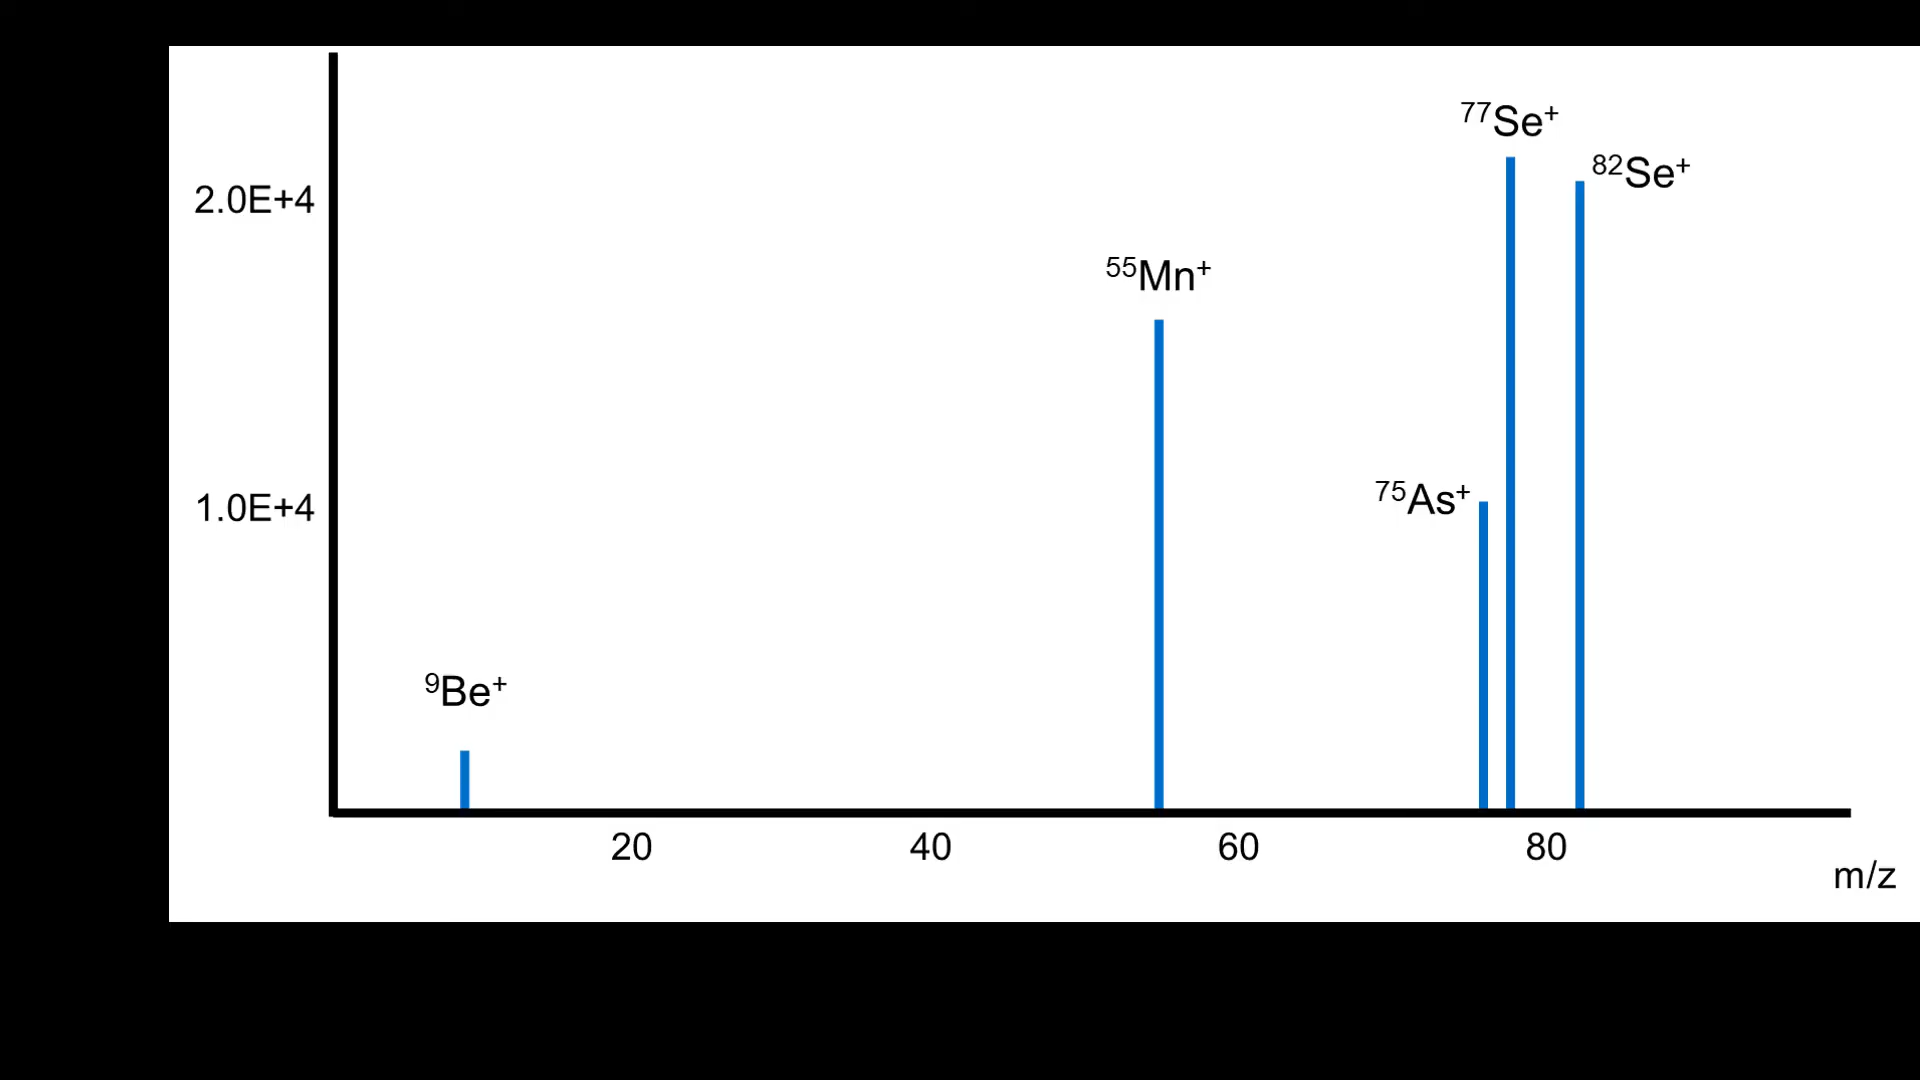 ⁷⁷Se⁺
⁸²Se⁺
2.0E+4
⁵⁵Mn⁺
⁷⁵As⁺
1.0E+4
⁹Be⁺
20 40 60 80
m/z